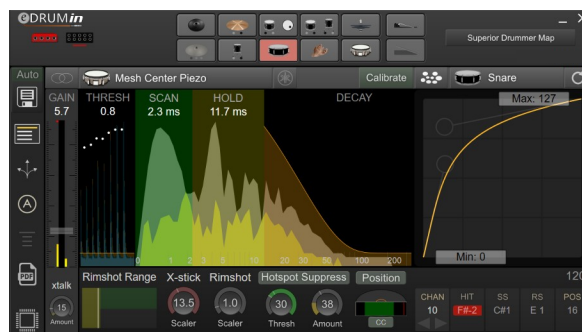 eDRUMin
Superior Drummer Map
Auto
Mesh Center Piezo
Calibrate
Snare
GAIN
5.7
THRESH
0.8
SCAN
2.3 ms
HOLD
11.7 ms
DECAY
Max: 127
Min: 0
0 1 2 3 10 20 30 50 100 200
Rimshot Range
X-stick
Rimshot
Hotspot Suppress
Position
120
xtalk
15
Amount
13.5
Scaler
-1.0
Scaler
30
Thresh
38
Amount
CC
CHAN HIT SS RS POS
10 F#-2 C#1 E 1 16
PDF
A